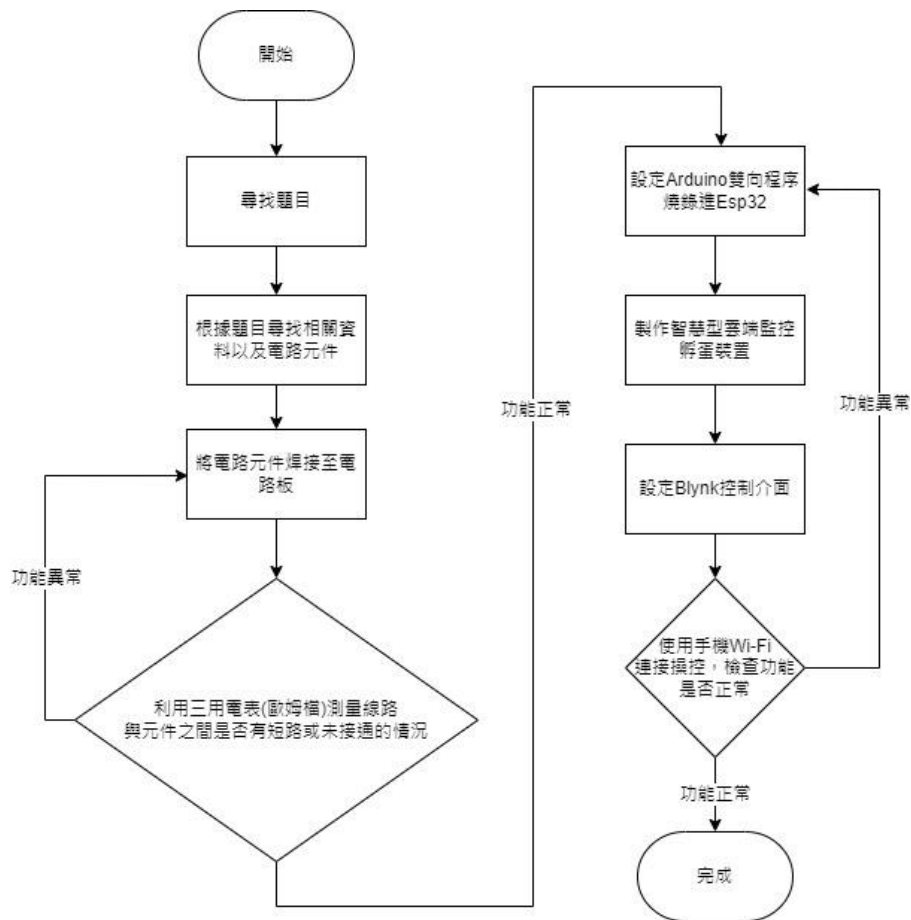 開始
尋找題目
根據題目尋找相關資
料以及電路元件
將電路元件焊接至電
路板
功能異常
利用三用電表(歐姆檔)測量線路
與元件之間是否有短路或未接通的情況
功能正常
設定Arduino雙向程序
燒錄進Esp32
製作智慧型雲端監控
孵蛋裝置
設定Blynk控制介面
功能異常
使用手機Wi-Fi
連接操控，檢查功能
是否正常
功能正常
完成